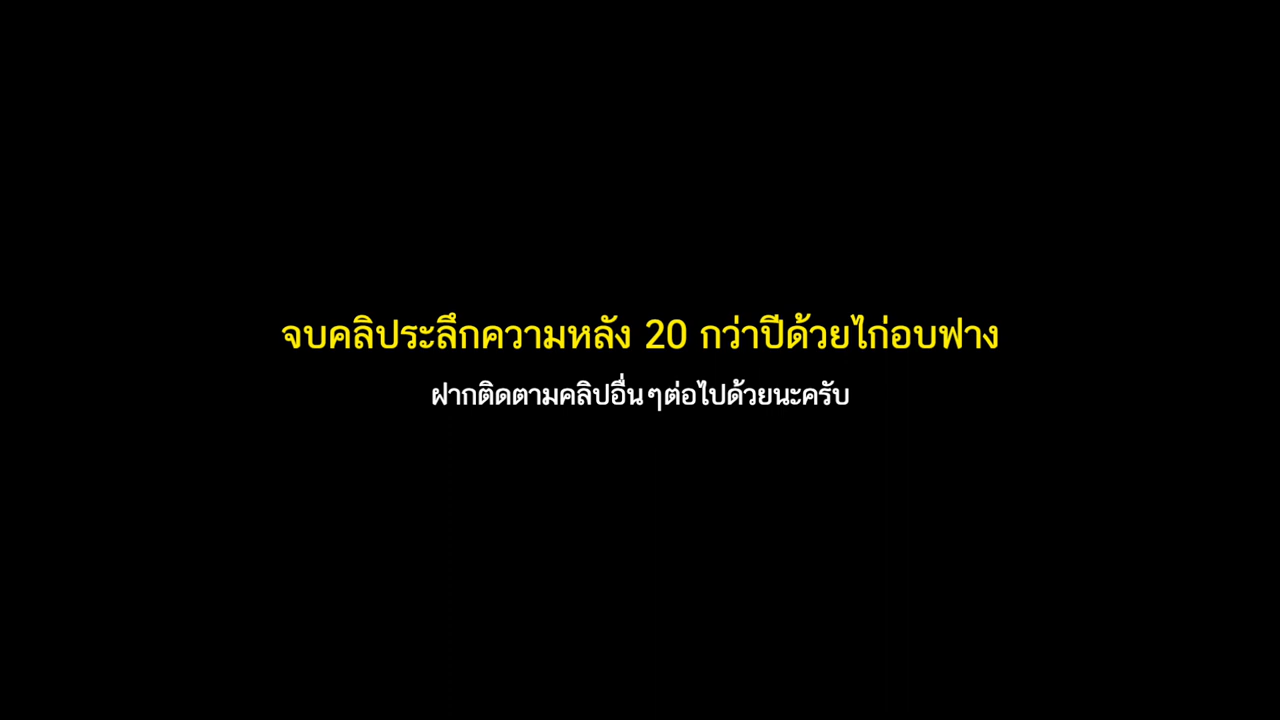 จบคลิประลึกความหลัง 20 กว่าปีด้วยไก่อบฟาง
ฝากติดตามคลิปอื่นๆต่อไปด้วยนะครับ